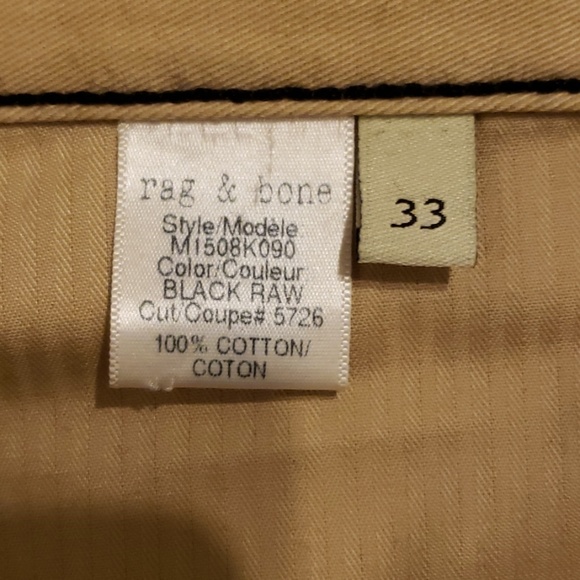 rag & bone
Style/Modèle
M1508K090
Color/Couleur
BLACK RAW
Cut/Coupe# 5726
100% COTTON/
COTON
33